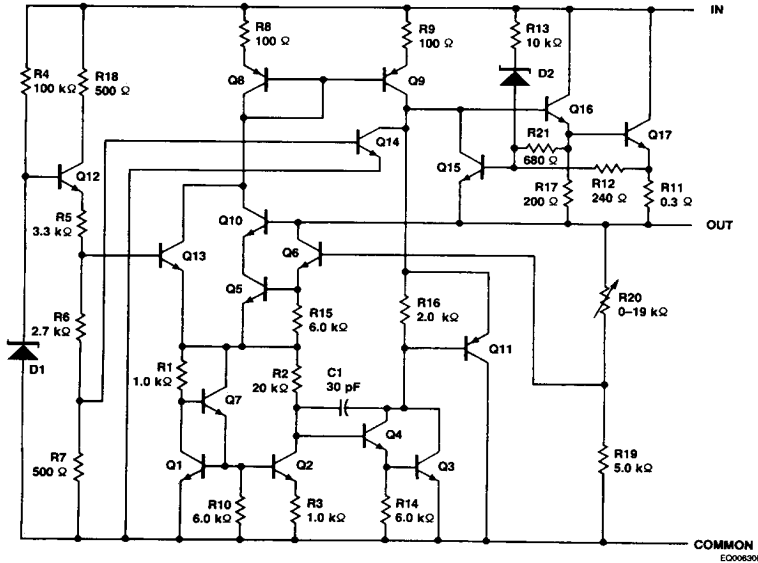 IN
R8
100 Ω
R9
100 Ω
R13
10 kΩ
R4
100 kΩ
R18
500 Ω
Q8
Q9
D2
Q16
Q14
Q17
R21
680 Ω
Q15
Q12
R17
200 Ω
R12
240 Ω
R11
0.3 Ω
R5
3.3 kΩ
Q10
OUT
Q13
Q6
Q5
R20
0–19 kΩ
R15
6.0 kΩ
R16
2.0 kΩ
R6
2.7 kΩ
Q11
D1
R1
1.0 kΩ
R2
20 kΩ
C1
30 pF
Q7
Q4
R7
500 Ω
Q1
Q2
Q3
R19
5.0 kΩ
R10
6.0 kΩ
R3
1.0 kΩ
R14
6.0 kΩ
COMMON